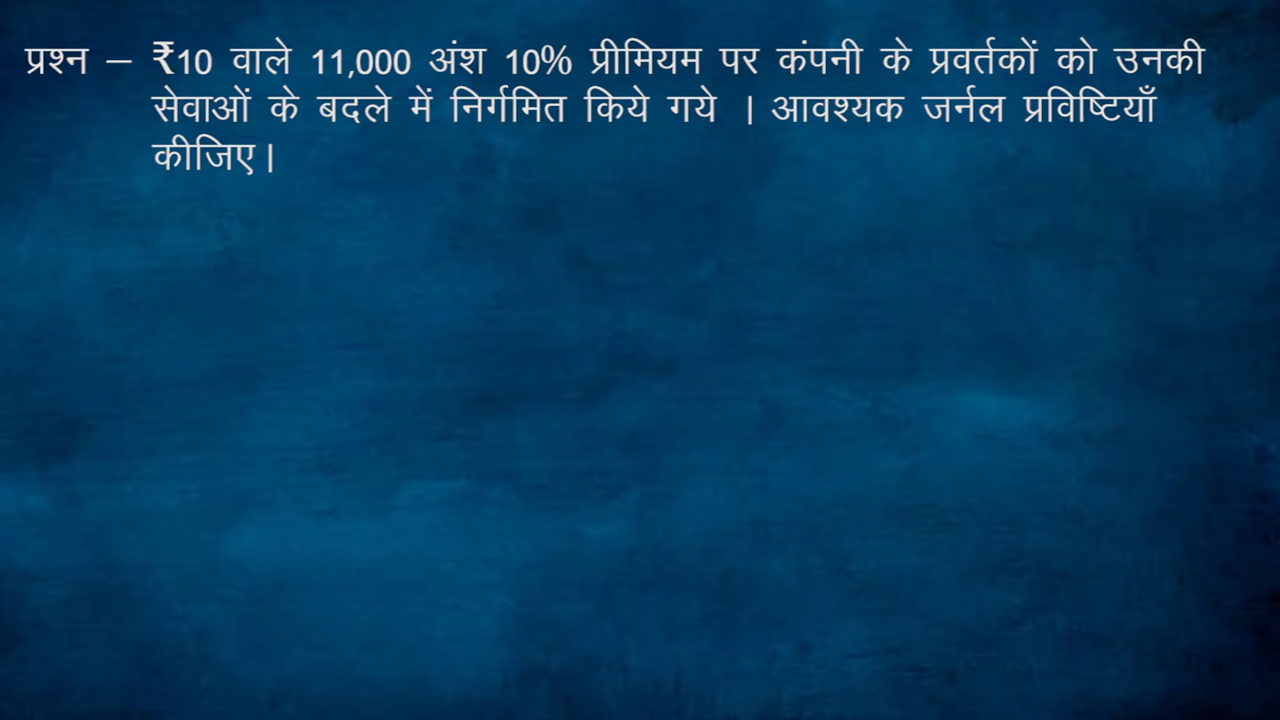 प्रश्न – ₹10 वाले 11,000 अंश 10% प्रीमियम पर कंपनी के प्रवर्तकों को उनकी
सेवाओं के बदले में निर्गमित किये गये । आवश्यक जर्नल प्रविष्टियाँ
कीजिए।